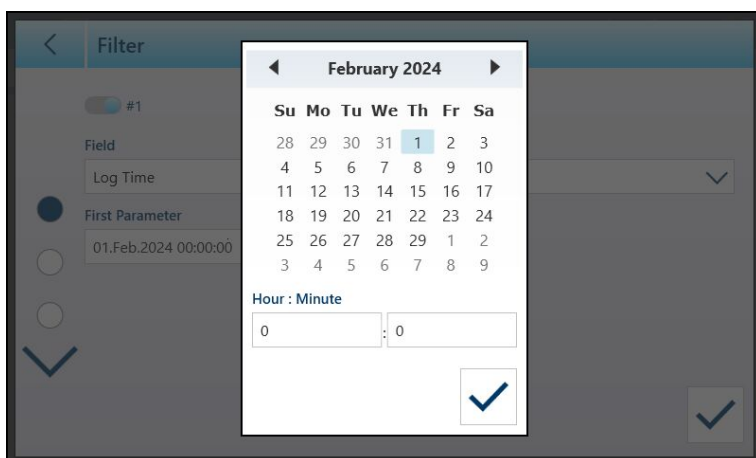 Filter
#1
Field
Log Time
First Parameter
01.Feb.2024 00:00:00
February 2024
Su Mo Tu We Th Fr Sa
28 29 30 31 1 2 3
4 5 6 7 8 9 10
11 12 13 14 15 16 17
18 19 20 21 22 23 24
25 26 27 28 29 1 2
3 4 5 6 7 8 9
Hour : Minute
0 : 0